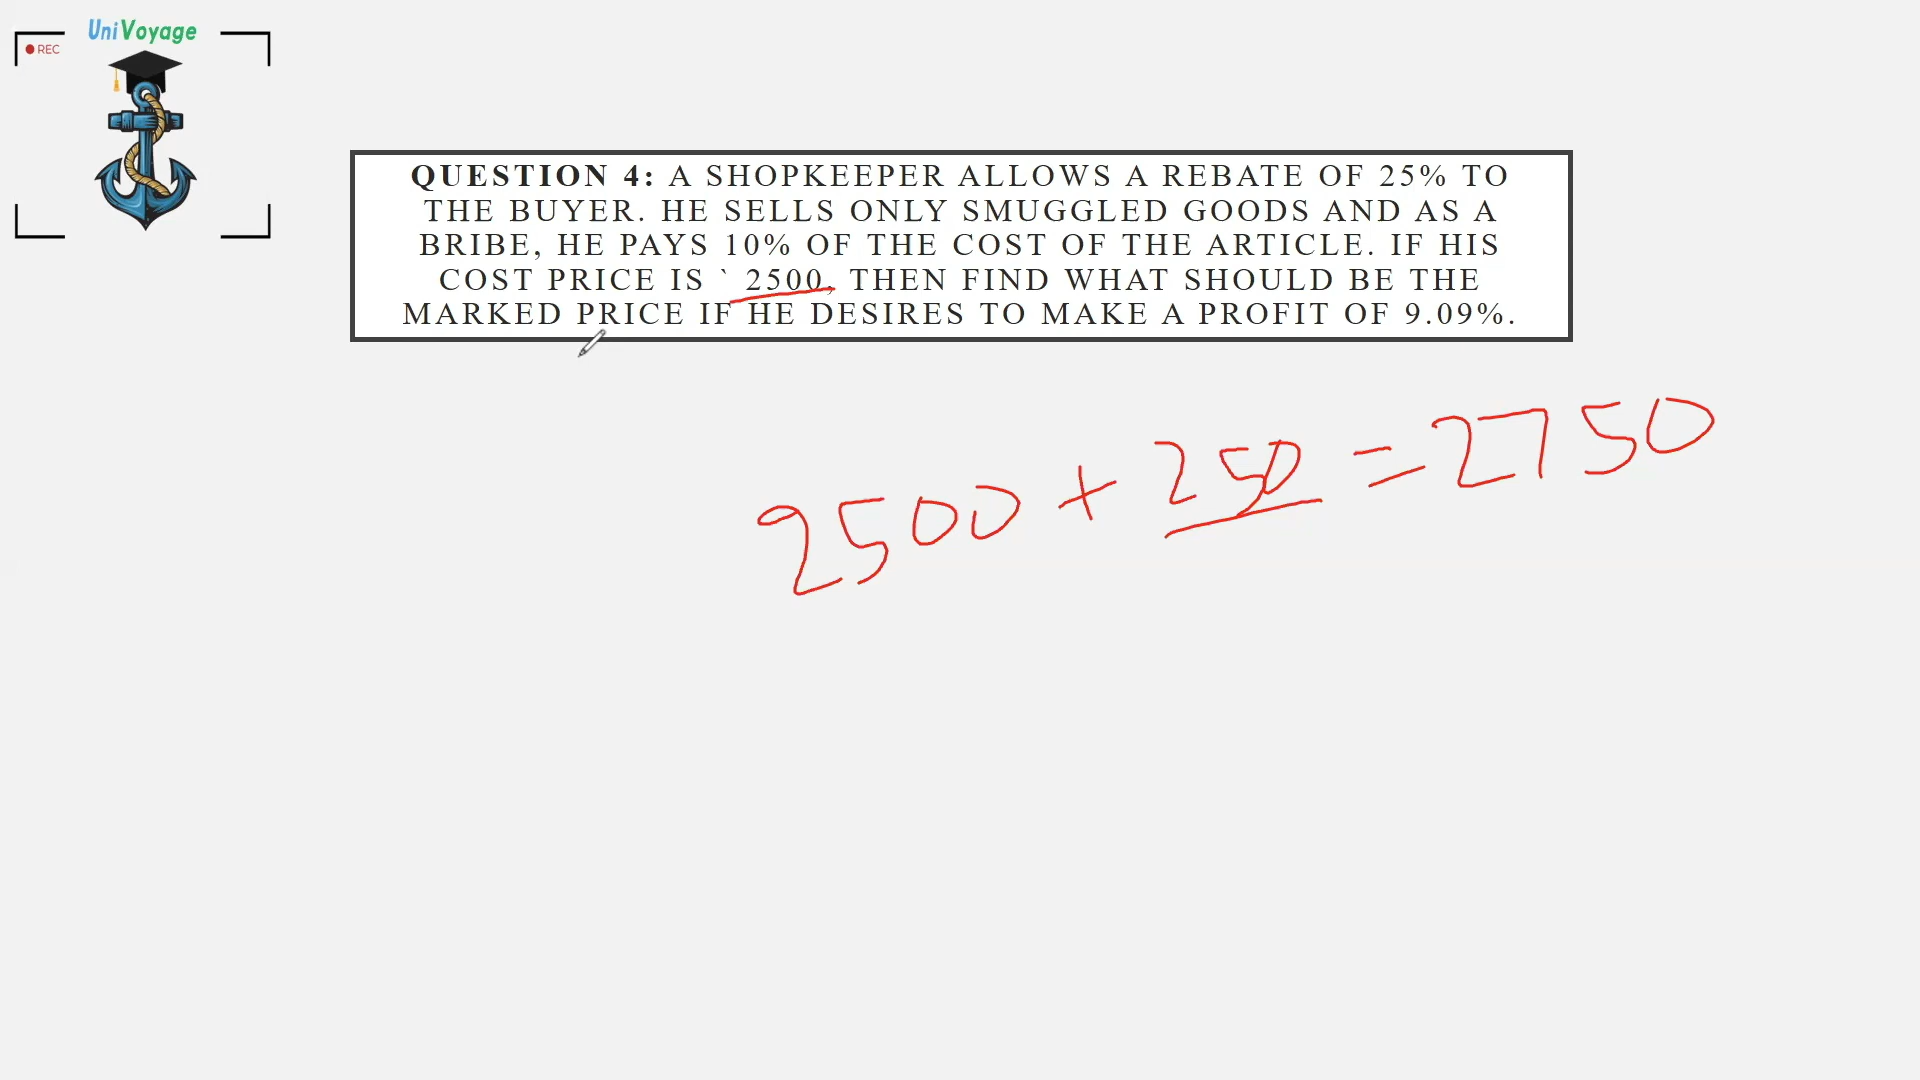 UniVoyage
REC
QUESTION 4: A SHOPKEEPER ALLOWS A REBATE OF 25% TO
THE BUYER. HE SELLS ONLY SMUGGLED GOODS AND AS A
BRIBE, HE PAYS 10% OF THE COST OF THE ARTICLE. IF HIS
COST PRICE IS ` 2500, THEN FIND WHAT SHOULD BE THE
MARKED PRICE IF HE DESIRES TO MAKE A PROFIT OF 9.09%.
2500 + 250 = 2750